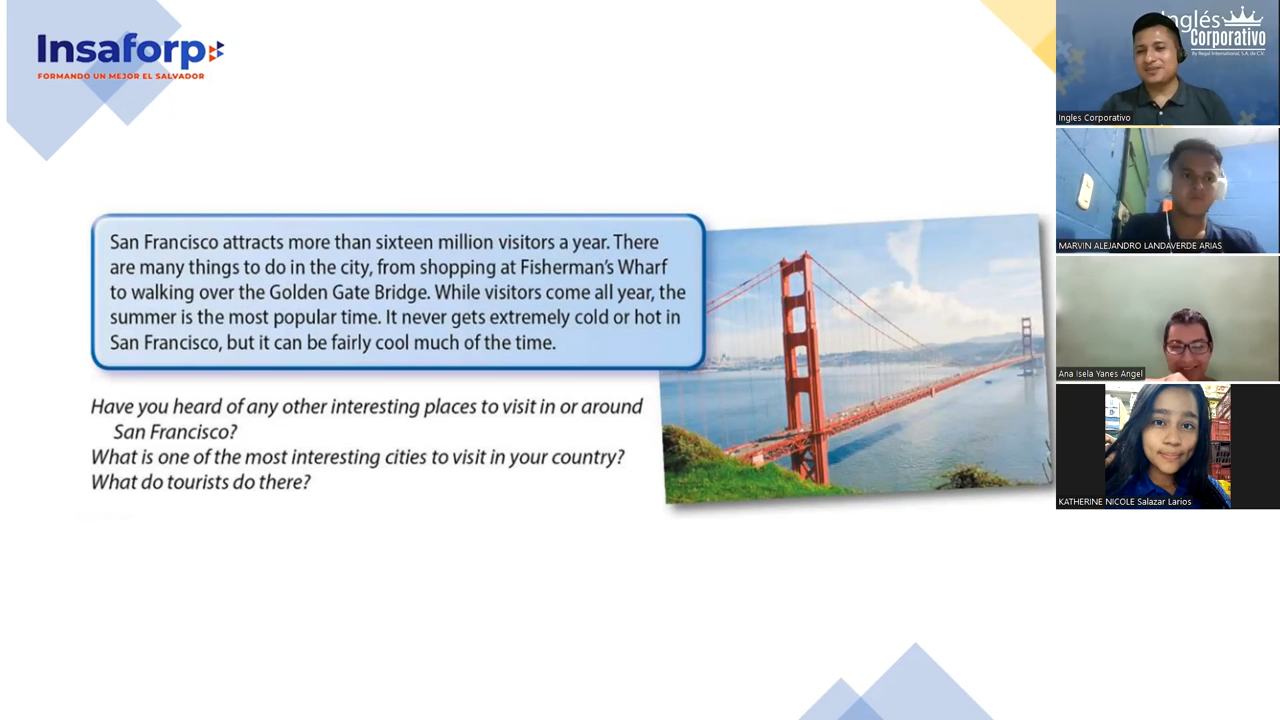 Insaforp
FORMANDO UN MEJOR EL SALVADOR
San Francisco attracts more than sixteen million visitors a year. There
are many things to do in the city, from shopping at Fisherman's Wharf
to walking over the Golden Gate Bridge. While visitors come all year, the
summer is the most popular time. It never gets extremely cold or hot in
San Francisco, but it can be fairly cool much of the time.
Have you heard of any other interesting places to visit in or around
San Francisco?
What is one of the most interesting cities to visit in your country?
What do tourists do there?
Inglés
Corporativo
By Regal International, S.A. de C.V.
Ingles Corporativo
MARVIN ALEJANDRO LANDAVERDE ARIAS
Ana Isela Yanes Angel
KATHERINE NICOLE Salazar Larios